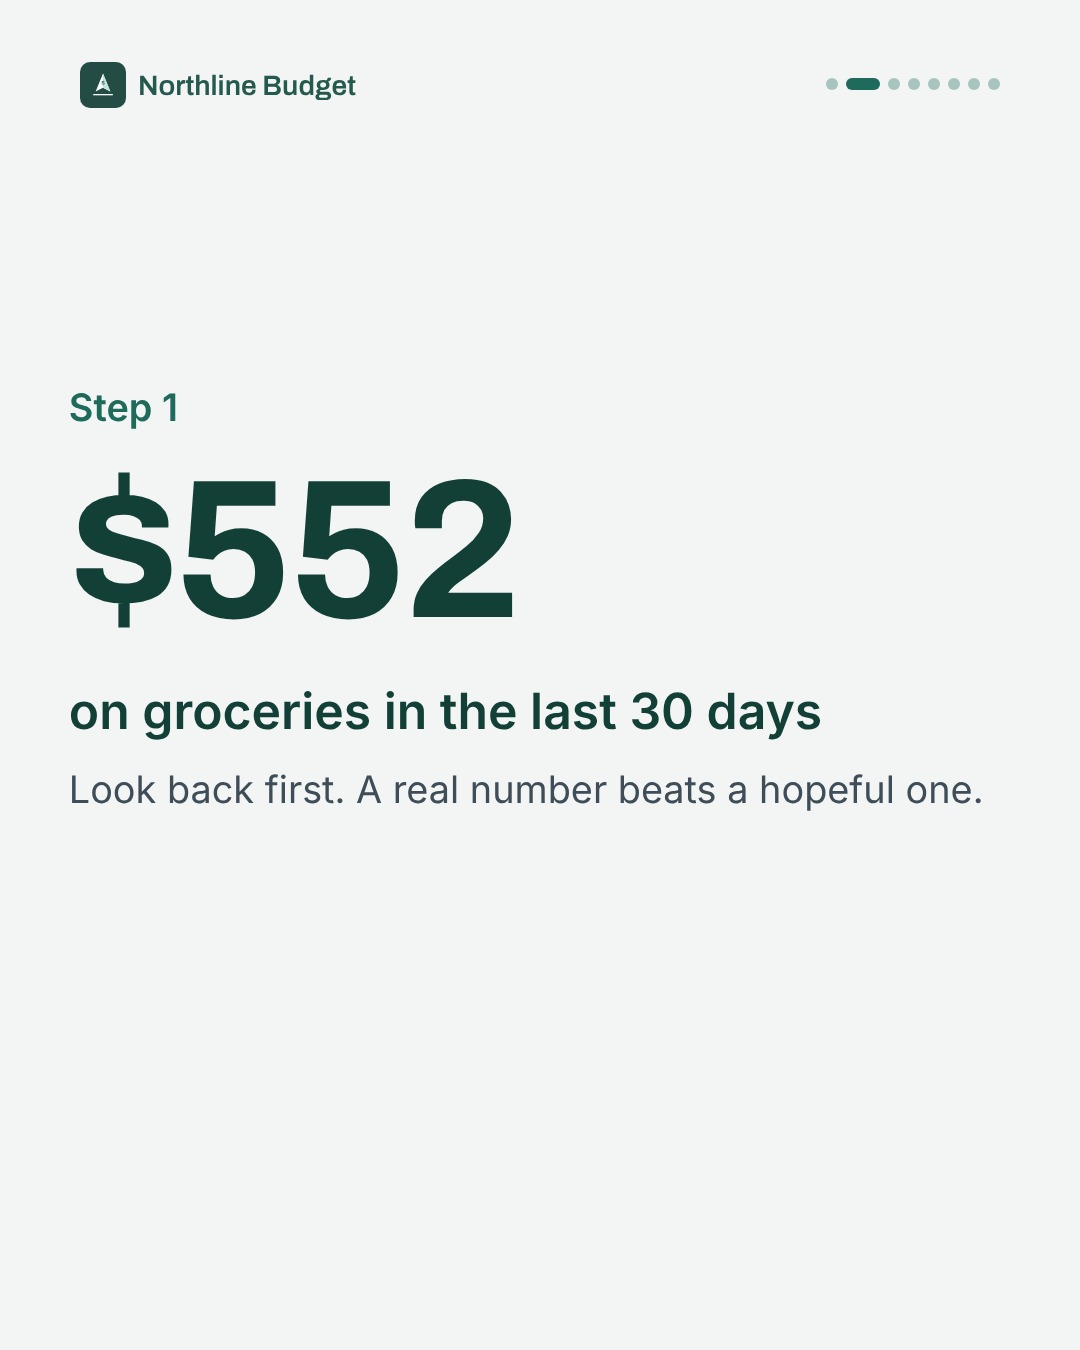 Northline Budget
Step 1
$552
on groceries in the last 30 days
Look back first. A real number beats a hopeful one.